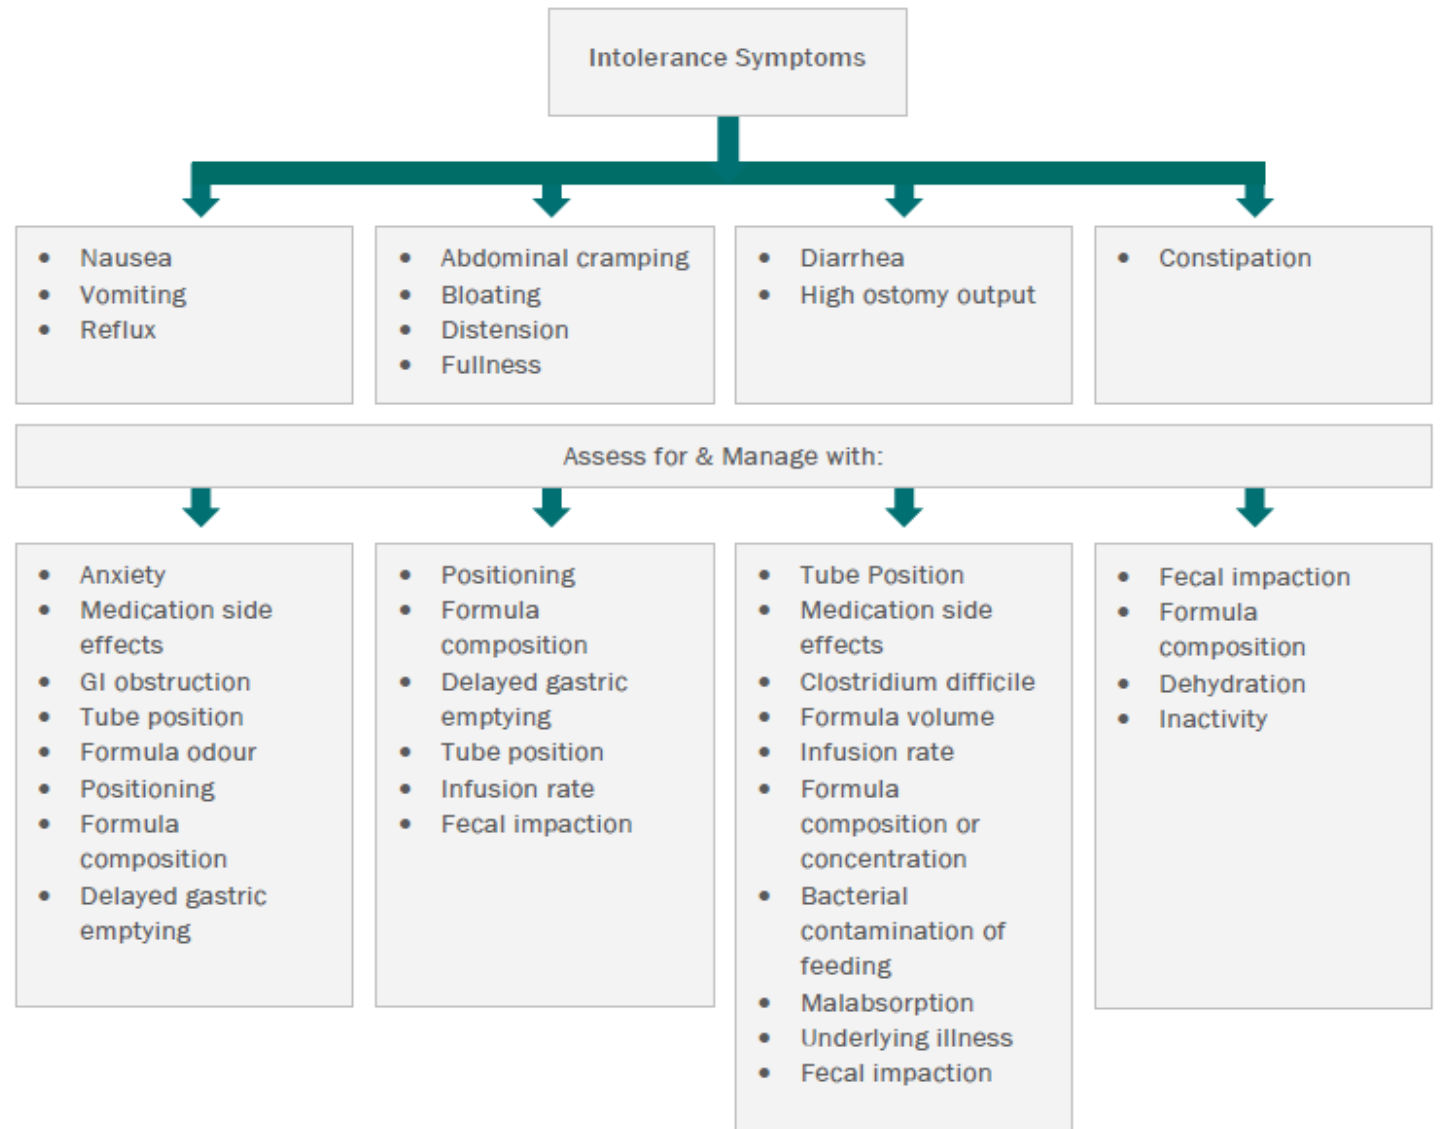 Intolerance Symptoms
• Nausea
• Vomiting
• Reflux
• Abdominal cramping
• Bloating
• Distension
• Fullness
• Diarrhea
• High ostomy output
• Constipation
Assess for & Manage with:
• Anxiety
• Medication side
effects
• GI obstruction
• Tube position
• Formula odour
• Positioning
• Formula
composition
• Delayed gastric
emptying
• Positioning
• Formula
composition
• Delayed gastric
emptying
• Tube position
• Infusion rate
• Fecal impaction
• Tube Position
• Medication side
effects
• Clostridium difficile
• Formula volume
• Infusion rate
• Formula
composition or
concentration
• Bacterial
contamination of
feeding
• Malabsorption
• Underlying illness
• Fecal impaction
• Fecal impaction
• Formula
composition
• Dehydration
• Inactivity